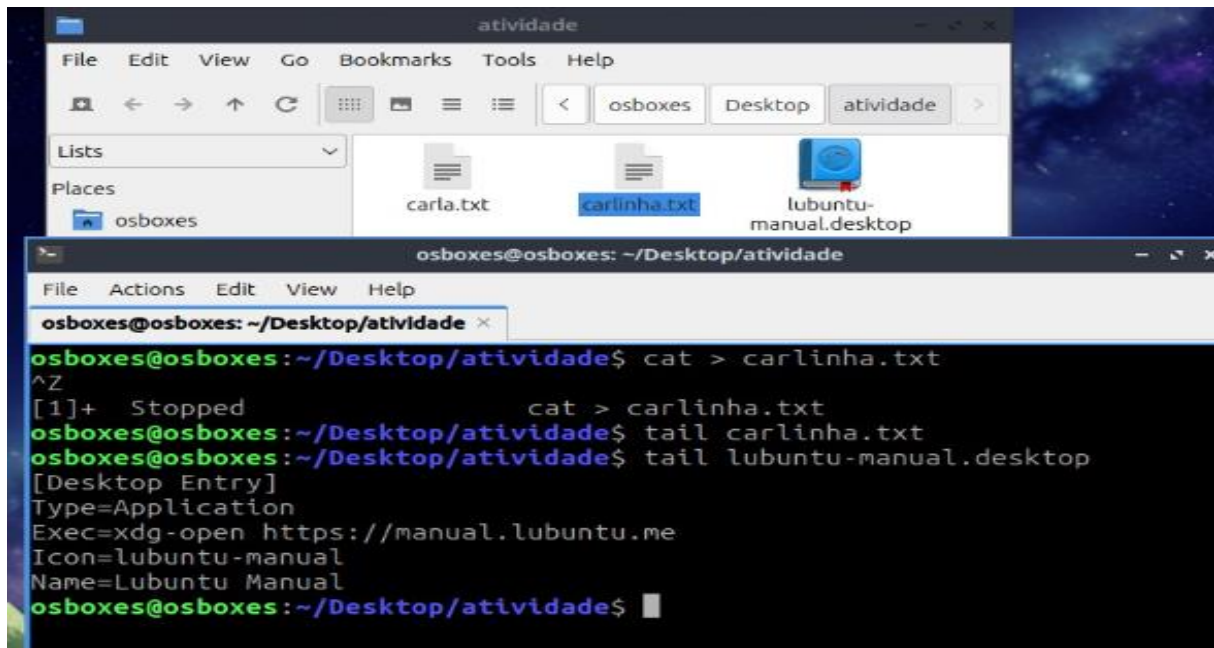 atividade
File Edit View Go Bookmarks Tools Help
osboxes Desktop atividade
Lists
Places
osboxes
carla.txt carlinha.txt lubuntu-
manual.desktop
osboxes@osboxes: ~/Desktop/atividade
File Actions Edit View Help
osboxes@osboxes: ~/Desktop/atividade
osboxes@osboxes:~/Desktop/atividade$ cat > carlinha.txt
^Z
[1]+ Stopped cat > carlinha.txt
osboxes@osboxes:~/Desktop/atividade$ tail carlinha.txt
osboxes@osboxes:~/Desktop/atividade$ tail lubuntu-manual.desktop
[Desktop Entry]
Type=Application
Exec=xdg-open https://manual.lubuntu.me
Icon=lubuntu-manual
Name=Lubuntu Manual
osboxes@osboxes:~/Desktop/atividade$